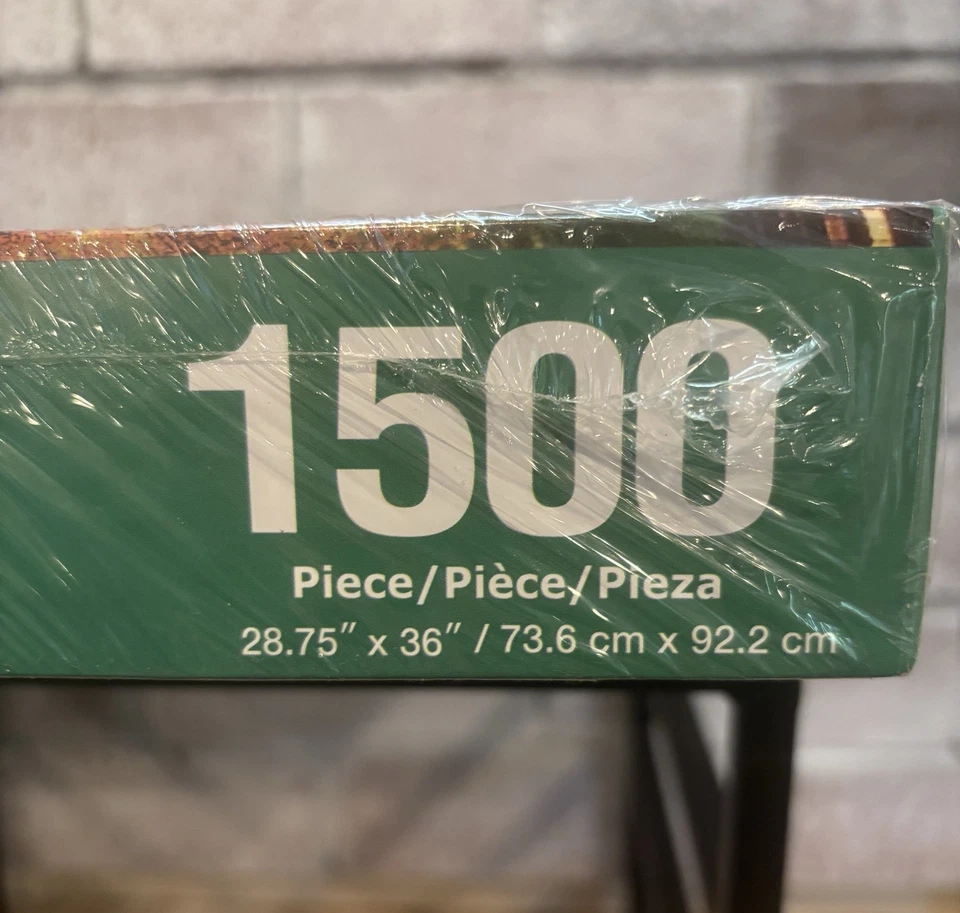 1500
Piece/Pièce/Pieza
28.75″ x 36″ / 73.6 cm x 92.2 cm